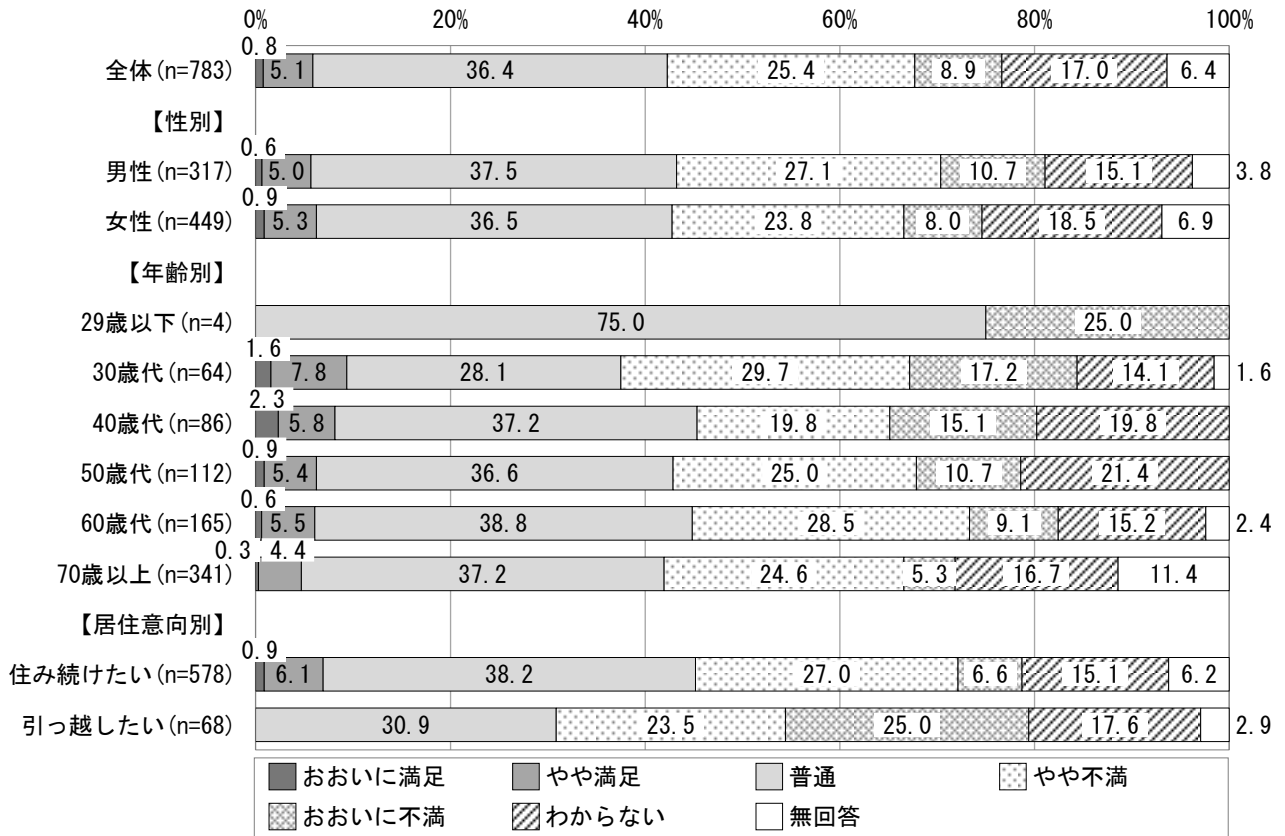 0% 20% 40% 60% 80% 100%
0.8
全体(n=783) 5.1 36.4 25.4 8.9 17.0 6.4
【性別】
0.6
男性(n=317) 5.0 37.5 27.1 10.7 15.1 3.8
0.9
女性(n=449) 5.3 36.5 23.8 8.0 18.5 6.9
【年齢別】
29歳以下(n=4) 75.0 25.0
1.6
30歳代(n=64) 7.8 28.1 29.7 17.2 14.1 1.6
2.3
40歳代(n=86) 5.8 37.2 19.8 15.1 19.8
0.9
50歳代(n=112) 5.4 36.6 25.0 10.7 21.4
0.6
60歳代(n=165) 5.5 38.8 28.5 9.1 15.2 2.4
0.3 4.4
70歳以上(n=341) 37.2 24.6 5.3 16.7 11.4
【居住意向別】
0.9
住み続けたい(n=578) 6.1 38.2 27.0 6.6 15.1 6.2
引っ越したい(n=68) 30.9 23.5 25.0 17.6 2.9
おおいに満足 やや満足 普通 やや不満
おおいに不満 わからない 無回答